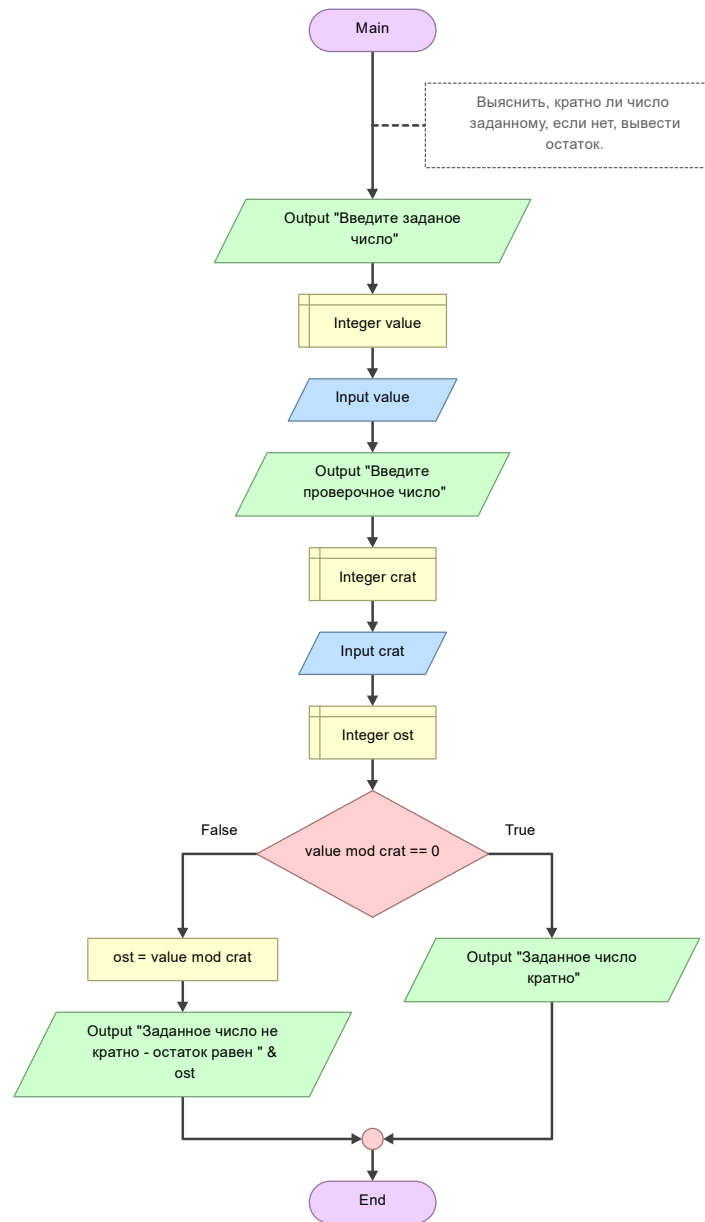 Main
Выяснить, кратно ли число
заданному, если нет, вывести
остаток.
Output "Введите заданое
число"
Integer value
Input value
Output "Введите
проверочное число"
Integer crat
Input crat
Integer ost
False
True
value mod crat == 0
ost = value mod crat
Output "Заданное число
кратно"
Output "Заданное число не
кратно - остаток равен " &
ost
End